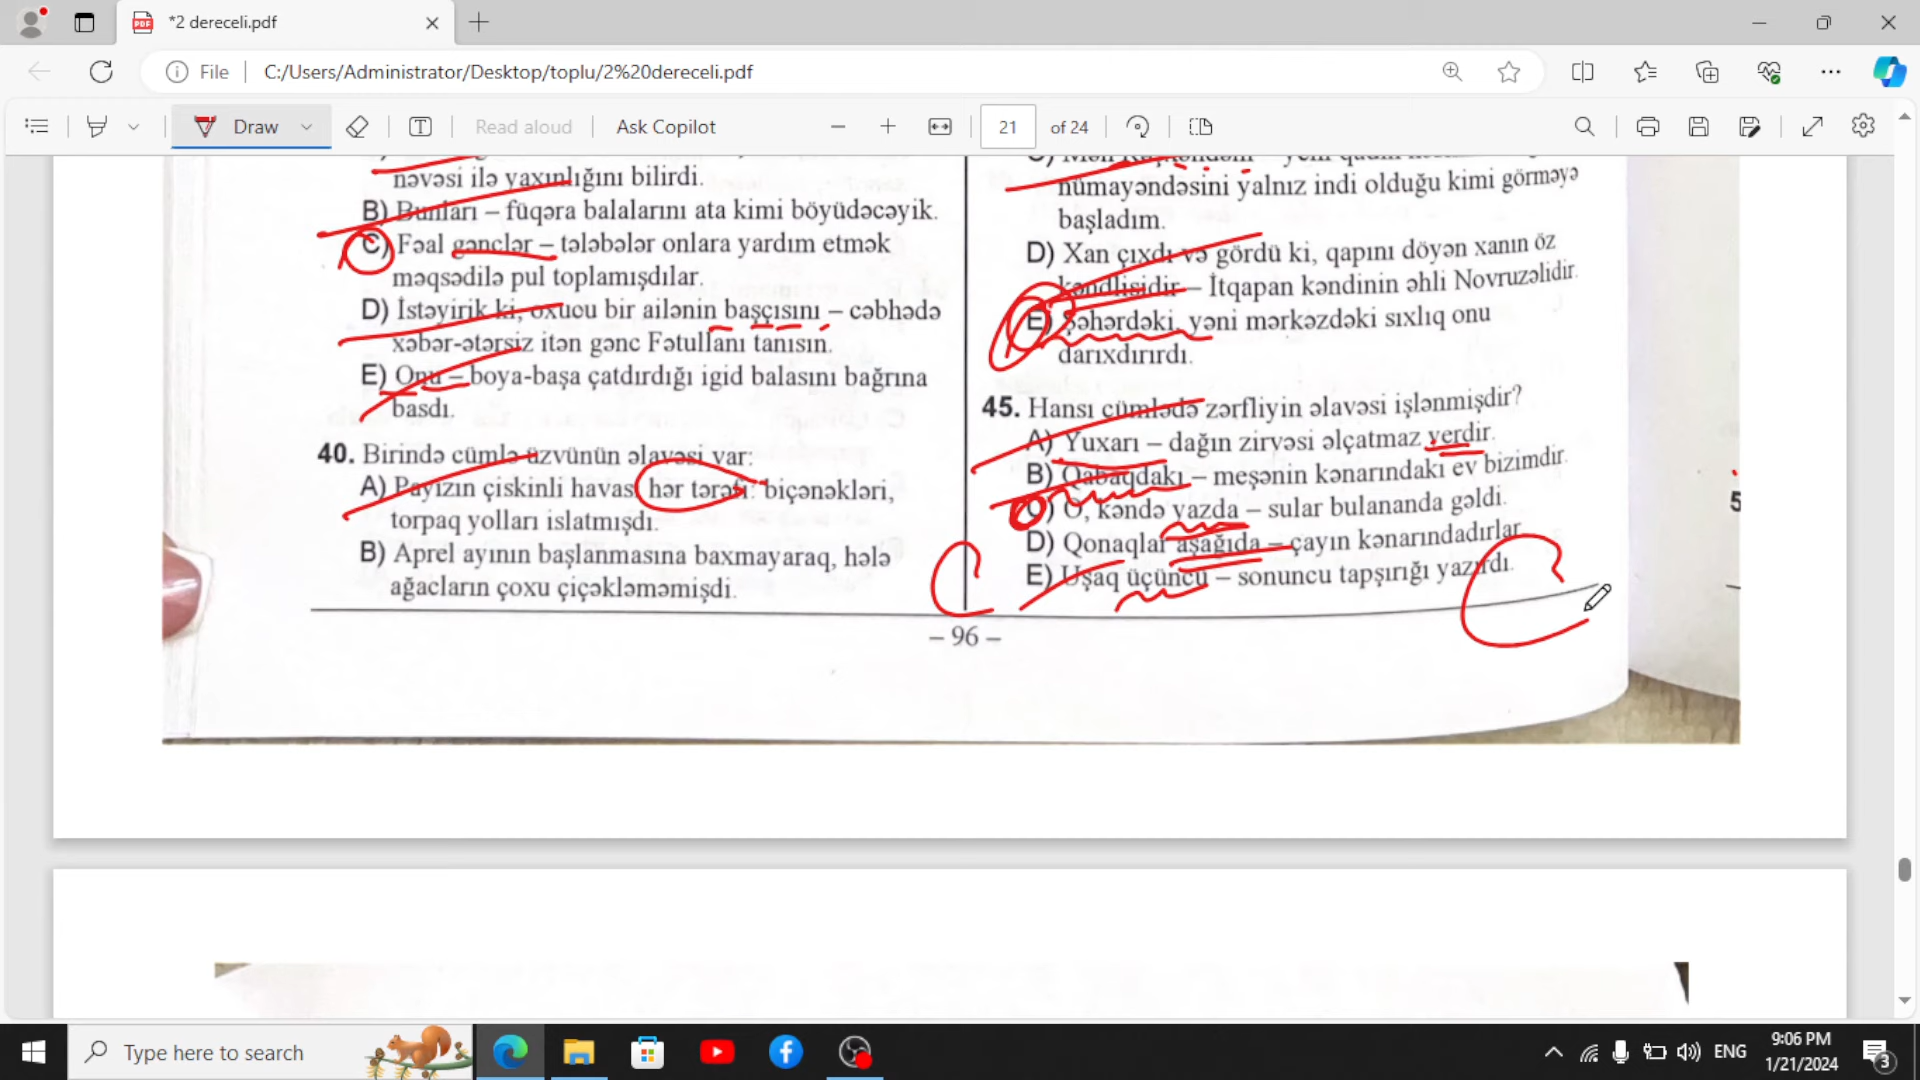 *2 dereceli.pdf
File
C:/Users/Administrator/Desktop/toplu/2%20dereceli.pdf
Draw
Read aloud
Ask Copilot
21
of 24
nəvəsi ilə yaxınlığını bilirdi.
B) Bunları – füqəra balalarını ata kimi böyüdəcəyik.
C) Fəal gənclər – tələbələr onlara yardım etmək
məqsədilə pul toplamışdılar.
D) İstəyirik ki, oxucu bir ailənin başçısını – cəbhədə
xəbər-ətərsiz itən gənc Fətullanı tanısın.
E) Onu – boya-başa çatdırdığı igid balasını bağrına
basdı.
40. Birində cümlə üzvünün əlavəsi var:
A) Payızın çiskinli havası hər tərəfi: biçənəkləri,
torpaq yolları islatmışdı.
B) Aprel ayının başlanmasına baxmayaraq, hələ
ağacların çoxu çiçəkləməmişdi.
nümayəndəsini yalnız indi olduğu kimi görməyə
başladım.
D) Xan çıxdı və gördü ki, qapını döyən xanın öz
kəndlisidir – İtqapan kəndinin əhli Novruzəlidir.
E) Şəhərdəki, yəni mərkəzdəki sıxlıq onu
darıxdırırdı.
45. Hansı cümlədə zərfliyin əlavəsi işlənmişdir?
A) Yuxarı – dağın zirvəsi əlçatmaz yerdir.
B) Qabaqdakı – meşənin kənarındakı ev bizimdir.
C) O, kəndə yazda – sular bulananda gəldi.
D) Qonaqlar aşağıda – çayın kənarındadırlar.
E) Uşaq üçüncü – sonuncu tapşırığı yazırdı.
5
– 96 –
Type here to search
ENG
9:06 PM
1/21/2024
3